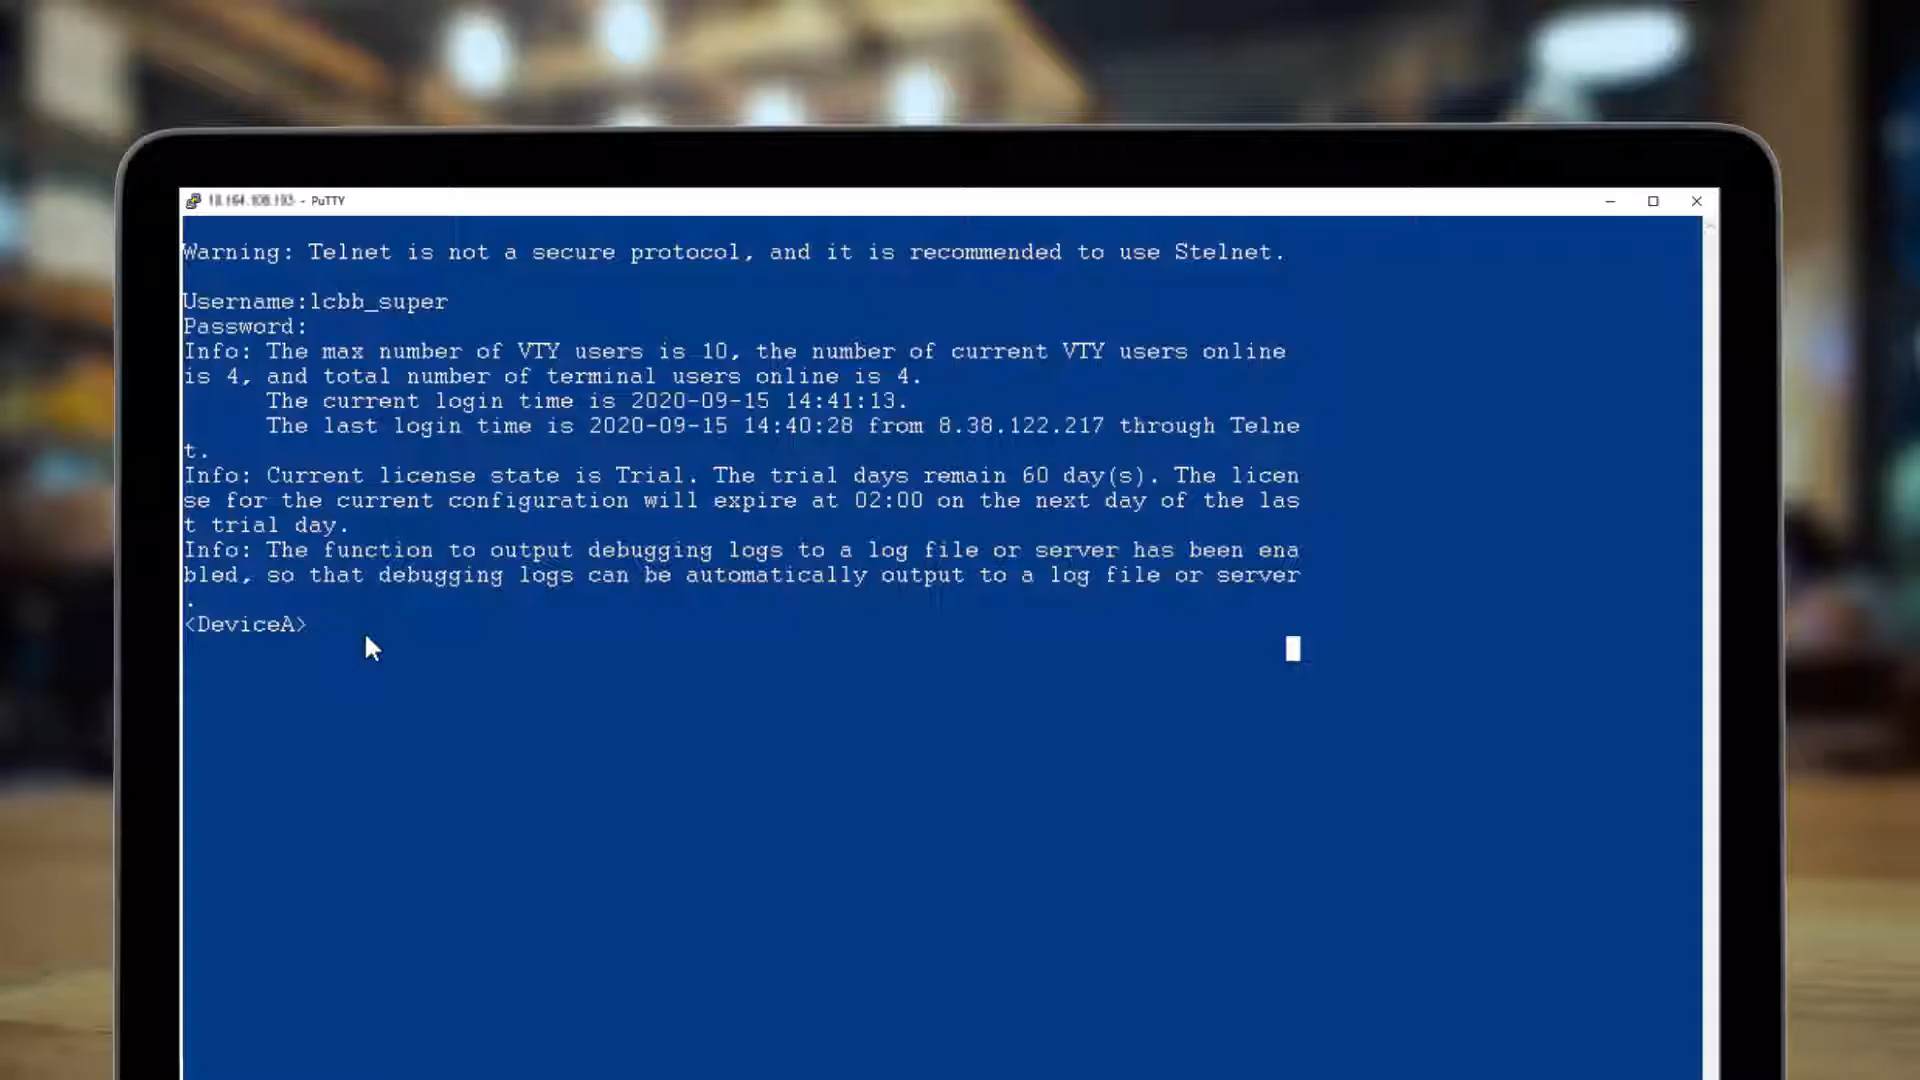 - PuTTY
Warning: Telnet is not a secure protocol, and it is recommended to use Stelnet.
Username:lcbb_super
Password:
Info: The max number of VTY users is 10, the number of current VTY users online
is 4, and total number of terminal users online is 4.
The current login time is 2020-09-15 14:41:13.
The last login time is 2020-09-15 14:40:28 from 8.38.122.217 through Telne
t.
Info: Current license state is Trial. The trial days remain 60 day(s). The licen
se for the current configuration will expire at 02:00 on the next day of the las
t trial day.
Info: The function to output debugging logs to a log file or server has been ena
bled, so that debugging logs can be automatically output to a log file or server
.
<DeviceA>